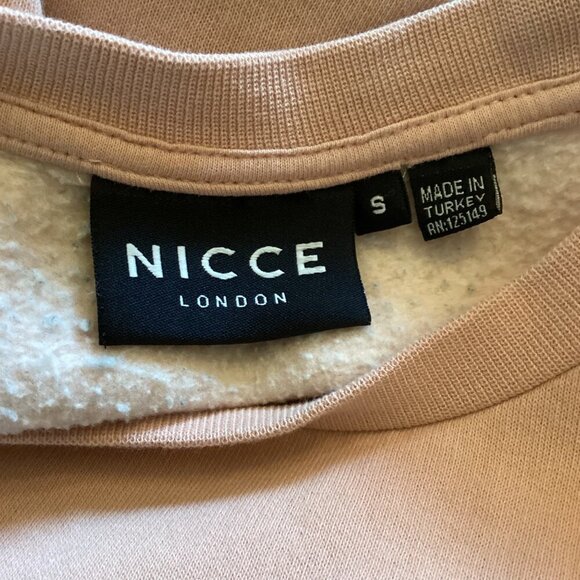 NICCE
LONDON
S
MADE IN
TURKEY
RN:125149